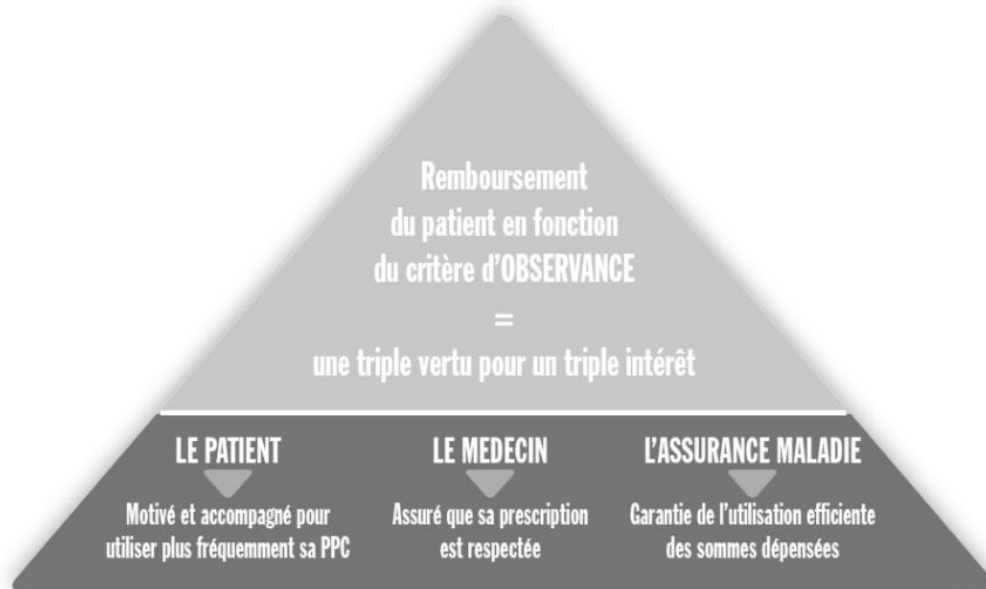 Remboursement
du patient en fonction
du critère d'OBSERVANCE
=
une triple vertu pour un triple intérêt
LE PATIENT
Motivé et accompagné pour
utiliser plus fréquemment sa PPC
LE MEDECIN
Assuré que sa prescription
est respectée
L'ASSURANCE MALADIE
Garantie de l'utilisation efficiente
des sommes dépensées